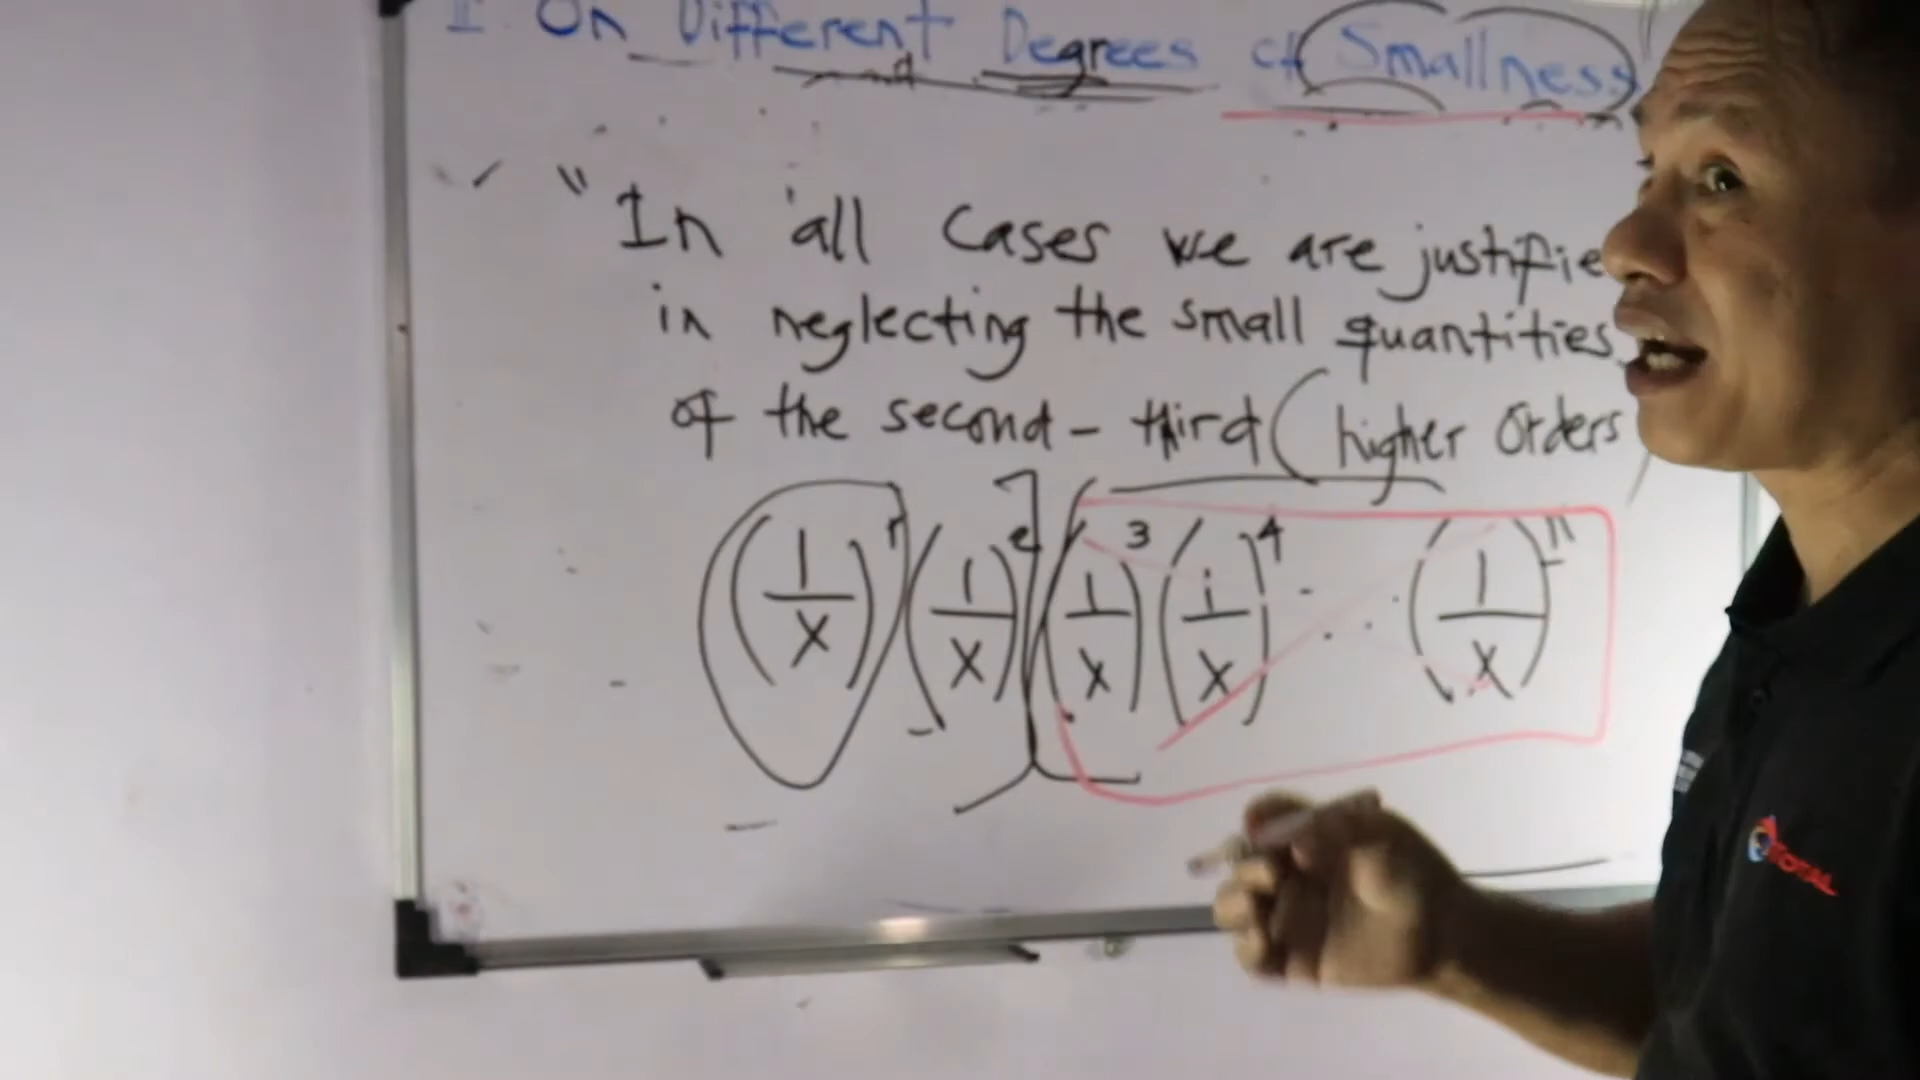 I. On Different Degrees of Smallness
"In all Cases we are justifie
in neglecting the small quantities
of the second - third (higher Orders)
(1/x) (1/x)² (1/x)³ (1/x)⁴ . . . . (1/x)ⁿ
TOTAL